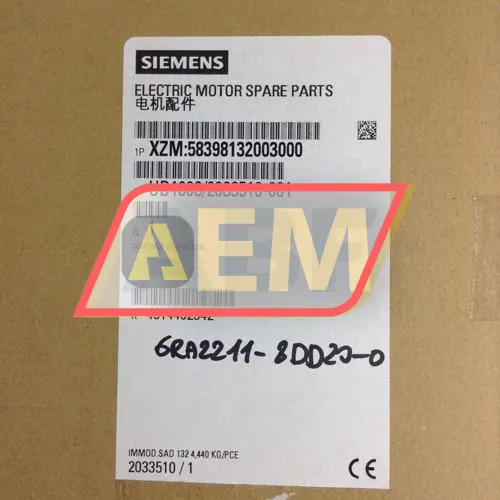 SIEMENS
ELECTRIC MOTOR SPARE PARTS
电机配件
1P XZM:58398132003000
AEM
6RA2211-8DD20-0
IMMOD.SAD 132 4,440 KG/PCE
2033510 / 1
CE